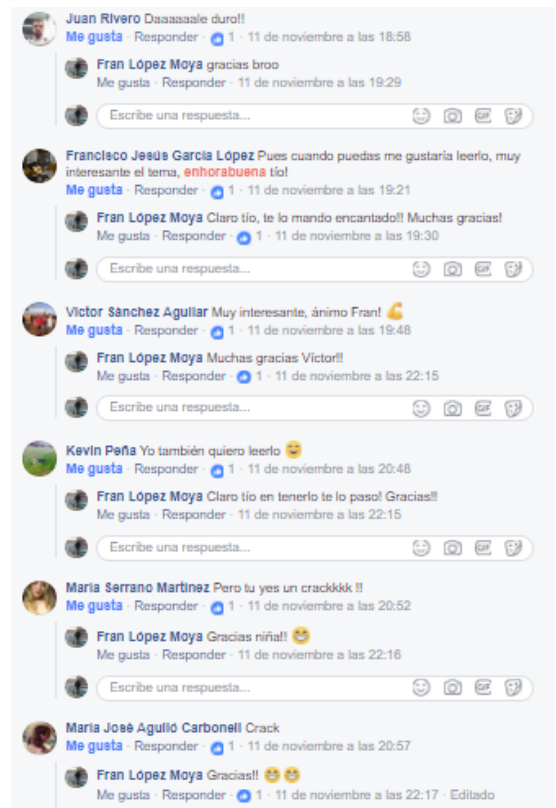 Juan Rivero Daaaaaale duro!!
Me gusta · Responder · 1 · 11 de noviembre a las 18:58
Fran López Moya gracias broo
Me gusta · Responder · 11 de noviembre a las 19:29
Escribe una respuesta...
GIF
Francisco Jesús García López Pues cuando puedas me gustaría leerlo, muy
interesante el tema, enhorabuena tío!
Me gusta · Responder · 1 · 11 de noviembre a las 19:21
Fran López Moya Claro tío, te lo mando encantado!! Muchas gracias!
Me gusta · Responder · 1 · 11 de noviembre a las 19:30
Escribe una respuesta...
GIF
Victor Sánchez Aguilar Muy interesante, ánimo Fran! 💪
Me gusta · Responder · 1 · 11 de noviembre a las 19:48
Fran López Moya Muchas gracias Víctor!!
Me gusta · Responder · 1 · 11 de noviembre a las 22:15
Escribe una respuesta...
GIF
Kevin Peña Yo también quiero leerlo 😄
Me gusta · Responder · 1 · 11 de noviembre a las 20:48
Fran López Moya Claro tío en tenerlo te lo paso! Gracias!!
Me gusta · Responder · 11 de noviembre a las 22:15
Escribe una respuesta...
GIF
Maria Serrano Martinez Pero tu yes un crackkkk !!
Me gusta · Responder · 1 · 11 de noviembre a las 20:52
Fran López Moya Gracias niña!! 😁
Me gusta · Responder · 11 de noviembre a las 22:16
Escribe una respuesta...
GIF
Maria José Agulló Carbonell Crack
Me gusta · Responder · 1 · 11 de noviembre a las 20:57
Fran López Moya Gracias!! 😁😁
Me gusta · Responder · 1 · 11 de noviembre a las 22:17 · Editado